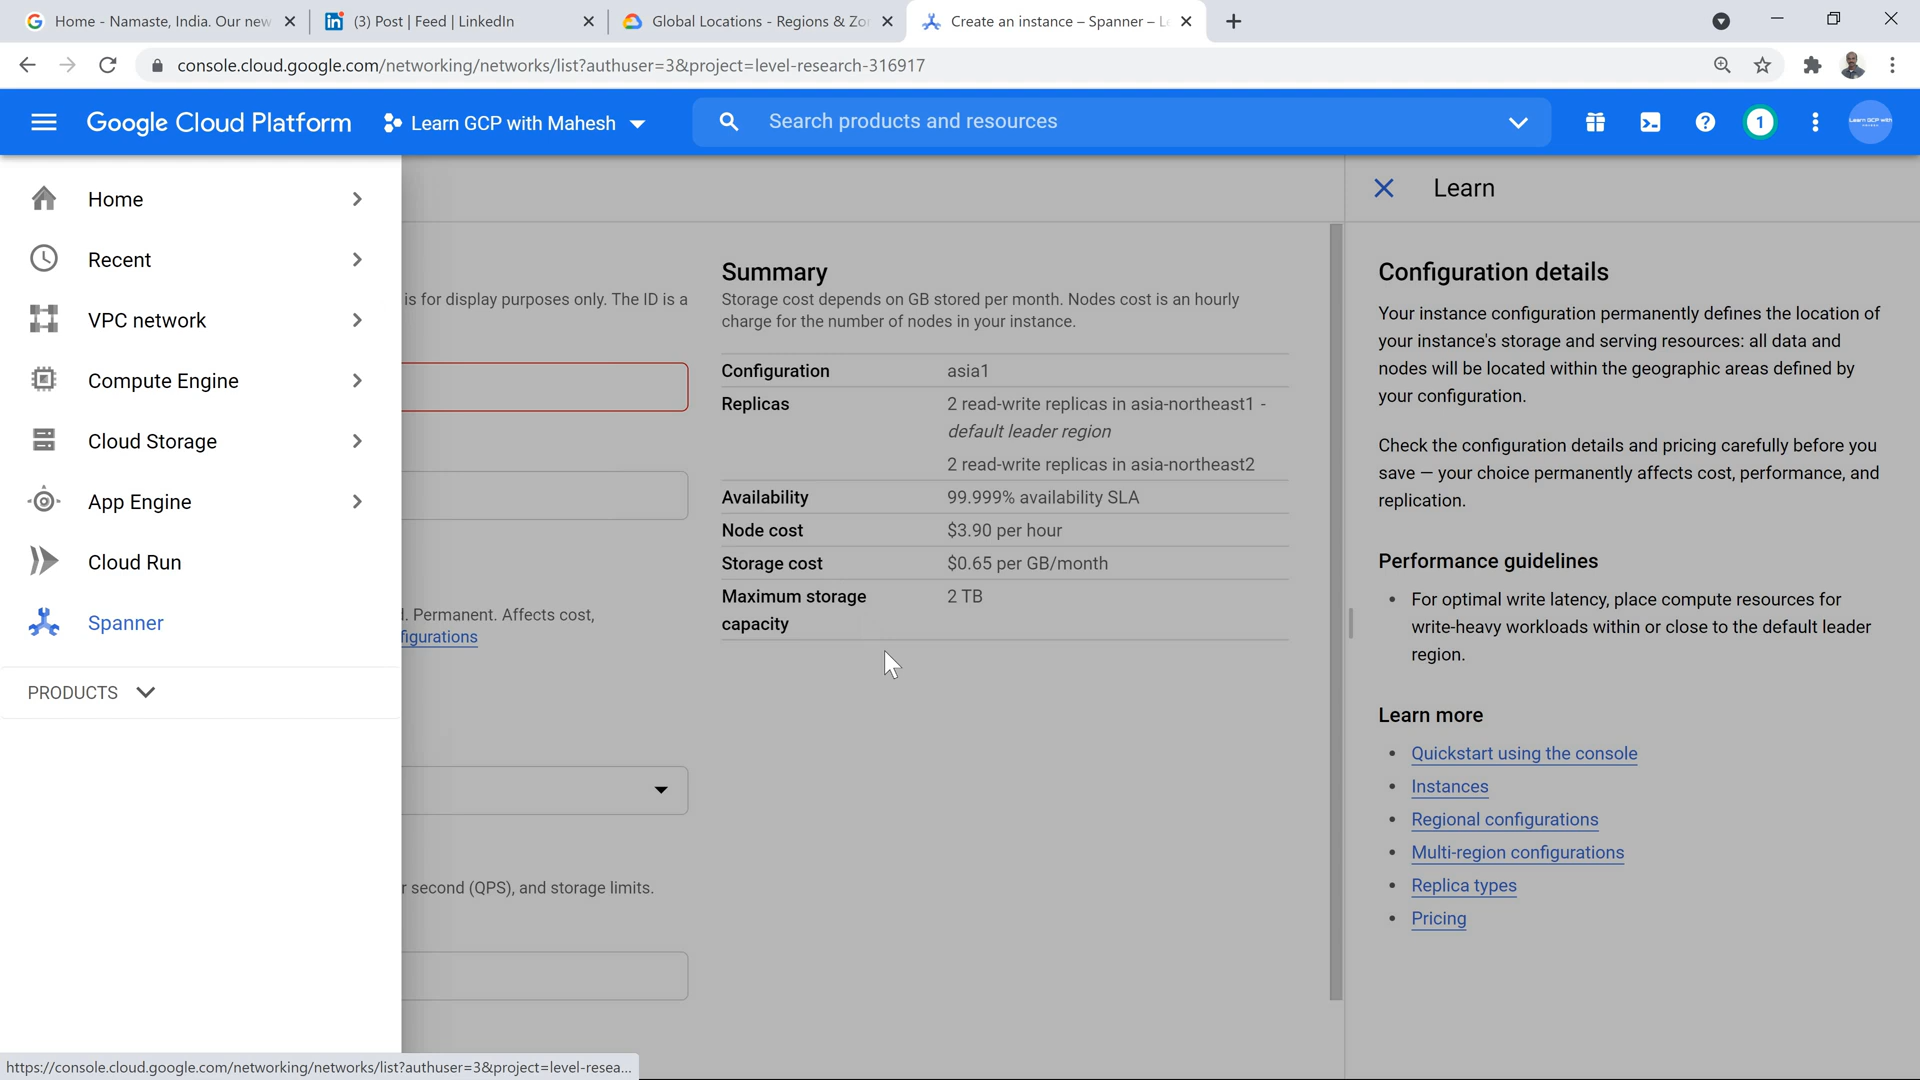 Home - Namaste, India. Our new
(3) Post | Feed | LinkedIn
Global Locations - Regions & Zo
Create an instance – Spanner – L
console.cloud.google.com/networking/networks/list?authuser=3&project=level-research-316917
Google Cloud Platform
Learn GCP with Mahesh
Search products and resources
1
Learn GCP with
Home
Recent
VPC network
Compute Engine
Cloud Storage
App Engine
Cloud Run
Spanner
PRODUCTS
is for display purposes only. The ID is a
. Permanent. Affects cost,
figurations
r second (QPS), and storage limits.
Summary
Storage cost depends on GB stored per month. Nodes cost is an hourly
charge for the number of nodes in your instance.
Configuration asia1
Replicas 2 read-write replicas in asia-northeast1 -
default leader region
2 read-write replicas in asia-northeast2
Availability 99.999% availability SLA
Node cost $3.90 per hour
Storage cost $0.65 per GB/month
Maximum storage 2 TB
capacity
Learn
Configuration details
Your instance configuration permanently defines the location of
your instance's storage and serving resources: all data and
nodes will be located within the geographic areas defined by
your configuration.
Check the configuration details and pricing carefully before you
save — your choice permanently affects cost, performance, and
replication.
Performance guidelines
• For optimal write latency, place compute resources for
write-heavy workloads within or close to the default leader
region.
Learn more
• Quickstart using the console
• Instances
• Regional configurations
• Multi-region configurations
• Replica types
• Pricing
https://console.cloud.google.com/networking/networks/list?authuser=3&project=level-resea...